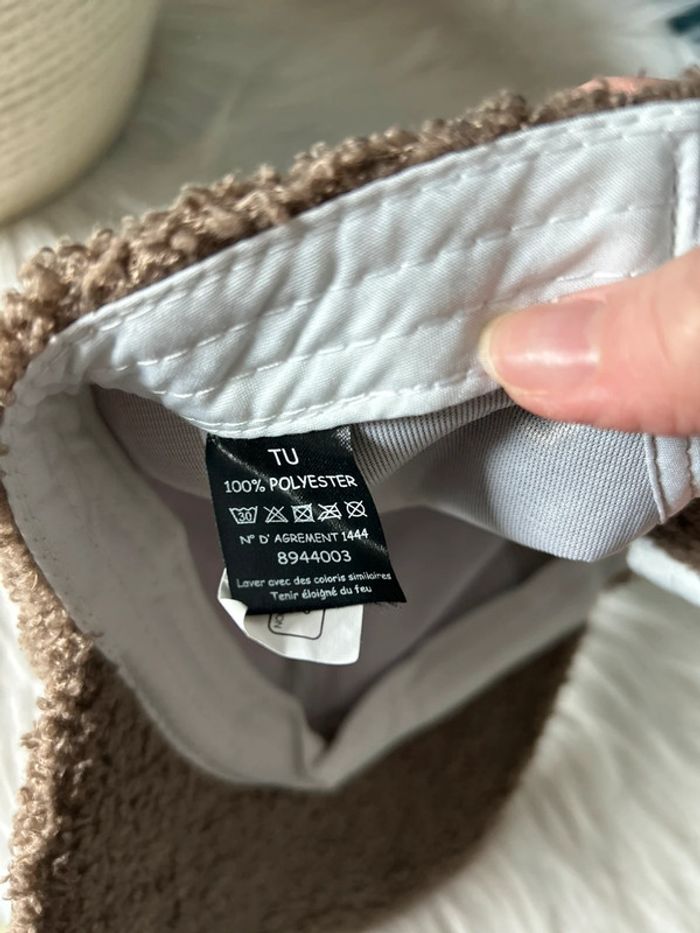 TU
100% POLYESTER
30
N° D' AGREMENT 1444
8944003
Laver avec des coloris similaires
Tenir éloigné du feu